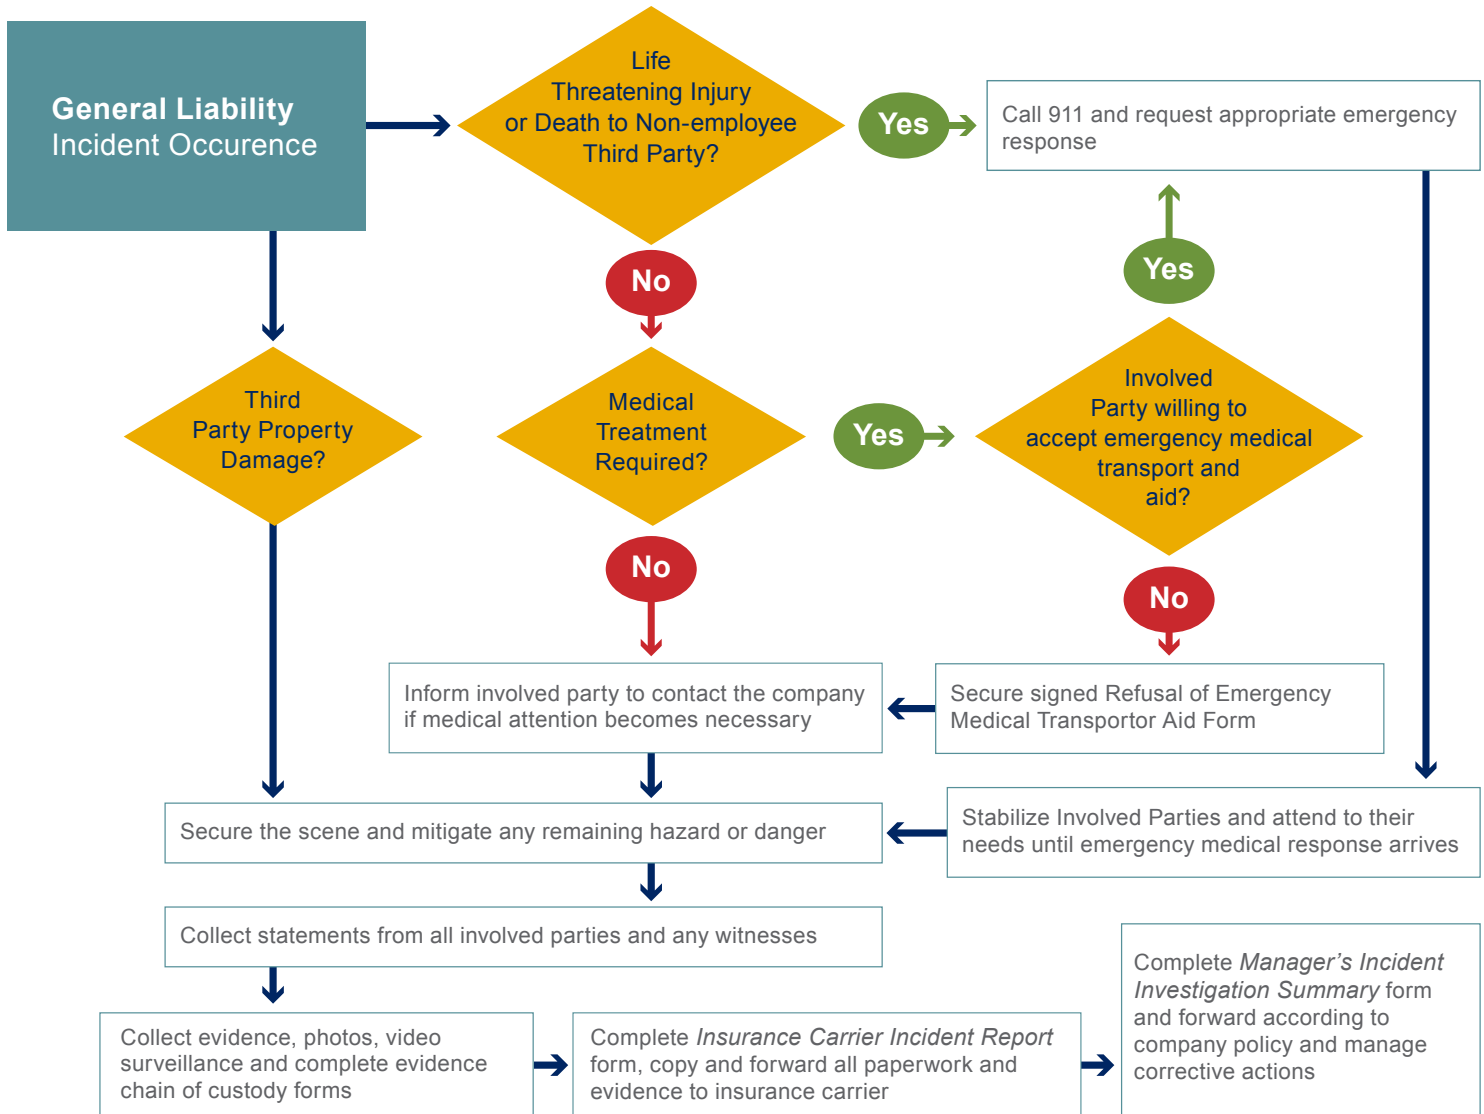 General Liability
Incident Occurence
Life
Threatening Injury
or Death to Non-employee
Third Party?
Yes
Call 911 and request appropriate emergency
response
No
Yes
Third
Party Property
Damage?
Medical
Treatment
Required?
Yes
Involved
Party willing to
accept emergency medical
transport and
aid?
No
No
Inform involved party to contact the company
if medical attention becomes necessary
Secure signed Refusal of Emergency
Medical Transportor Aid Form
Secure the scene and mitigate any remaining hazard or danger
Stabilize Involved Parties and attend to their
needs until emergency medical response arrives
Collect statements from all involved parties and any witnesses
Collect evidence, photos, video
surveillance and complete evidence
chain of custody forms
Complete Insurance Carrier Incident Report
form, copy and forward all paperwork and
evidence to insurance carrier
Complete Manager’s Incident
Investigation Summary form
and forward according to
company policy and manage
corrective actions